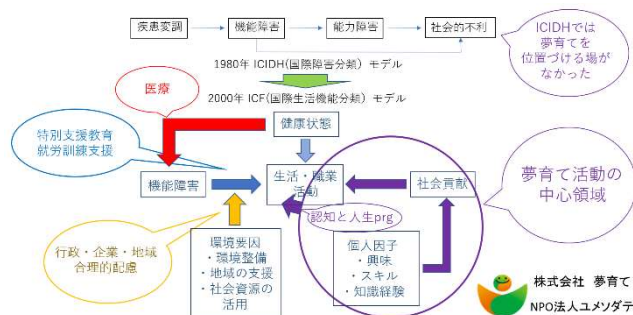 疾患変調
機能障害
能力障害
社会的不利
ICIDHでは
夢育てを
位置づける場が
なかった
1980年 ICIDH(国際障害分類) モデル
2000年 ICF(国際生活機能分類) モデル
医療
健康状態
特別支援教育
就労訓練支援
機能障害
生活・職業
活動
社会貢献
夢育て活動の
中心領域
認知と人生prg
行政・企業・地域
合理的配慮
環境要因
・環境整備
・地域の支援
・社会資源の
活用
個人因子
・興味
・スキル
・知識経験
株式会社 夢育て
NPO法人ユメソダテ